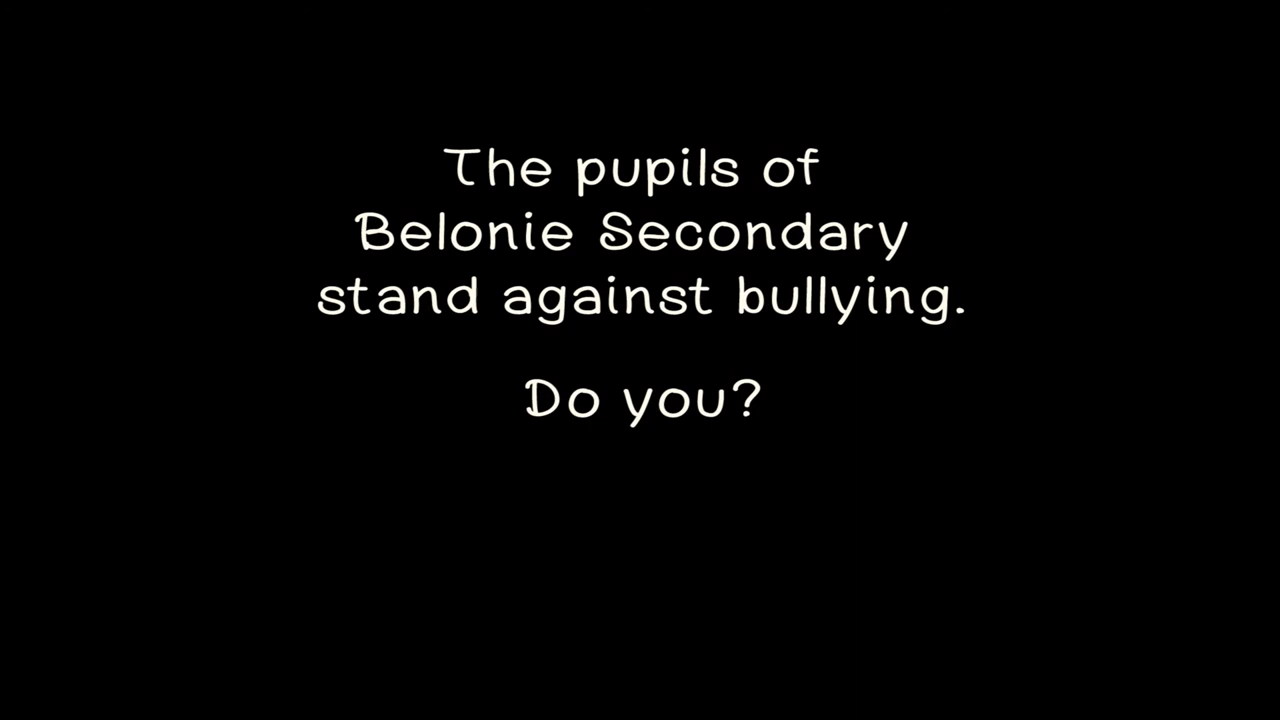 The pupils of
Belonie Secondary
stand against bullying.
Do you?